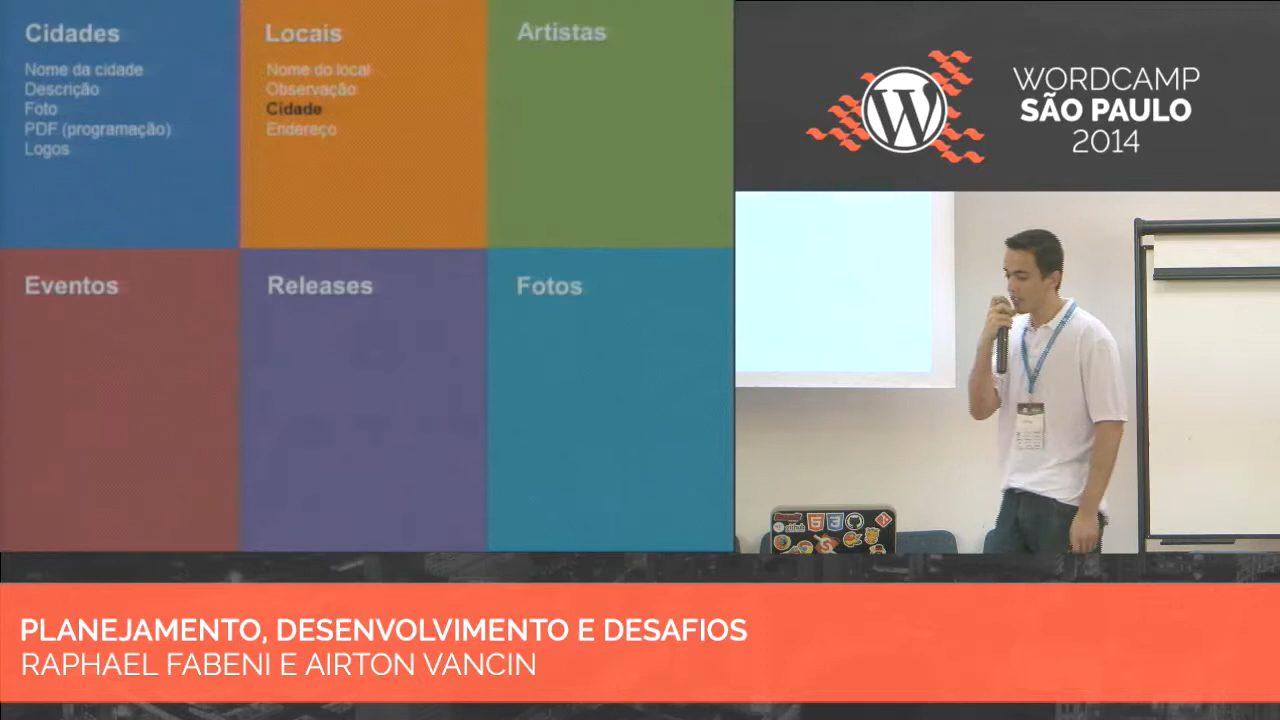 Cidades
Nome da cidade
Descrição
Foto
PDF (programação)
Logos
Locais
Nome do local
Observação
Cidade
Endereço
Artistas
Eventos
Releases
Fotos
WORDCAMP
SÃO PAULO
2014
PLANEJAMENTO, DESENVOLVIMENTO E DESAFIOS
RAPHAEL FABENI E AIRTON VANCIN